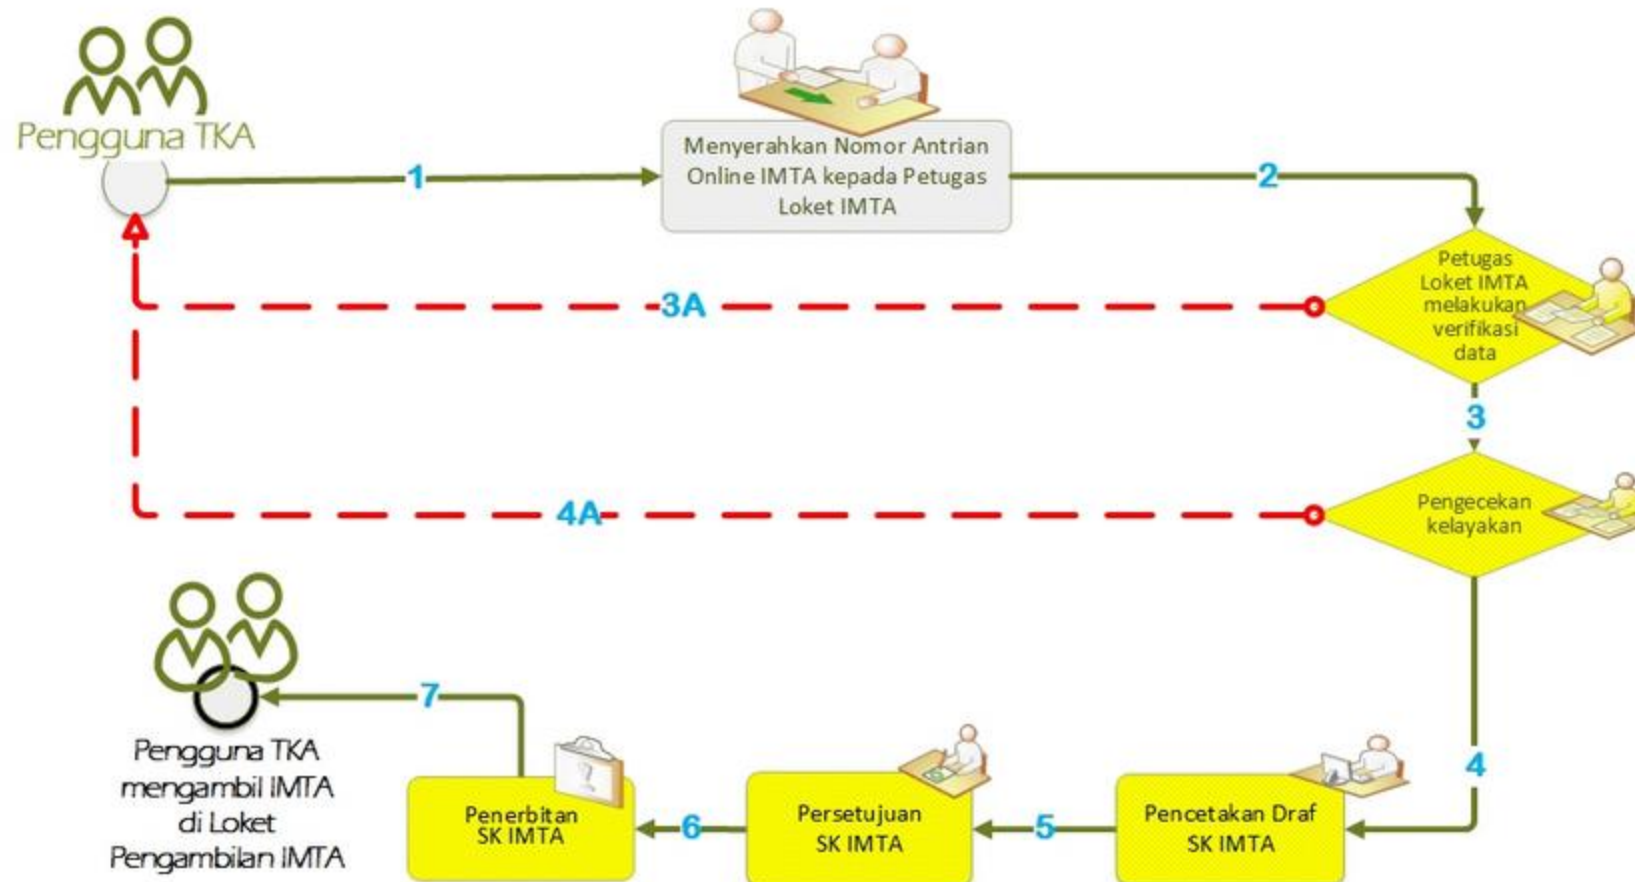 Pengguna TKA
1
Menyerahkan Nomor Antrian
Online IMTA kepada Petugas
Loket IMTA
2
Petugas
Loket IMTA
melakukan
verifikasi
data
3A
3
Pengecekan
kelayakan
4A
4
Pencetakan Draf
SK IMTA
5
Persetujuan
SK IMTA
6
Penerbitan
SK IMTA
7
Pengguna TKA
mengambil IMTA
di Loket
Pengambilan IMTA